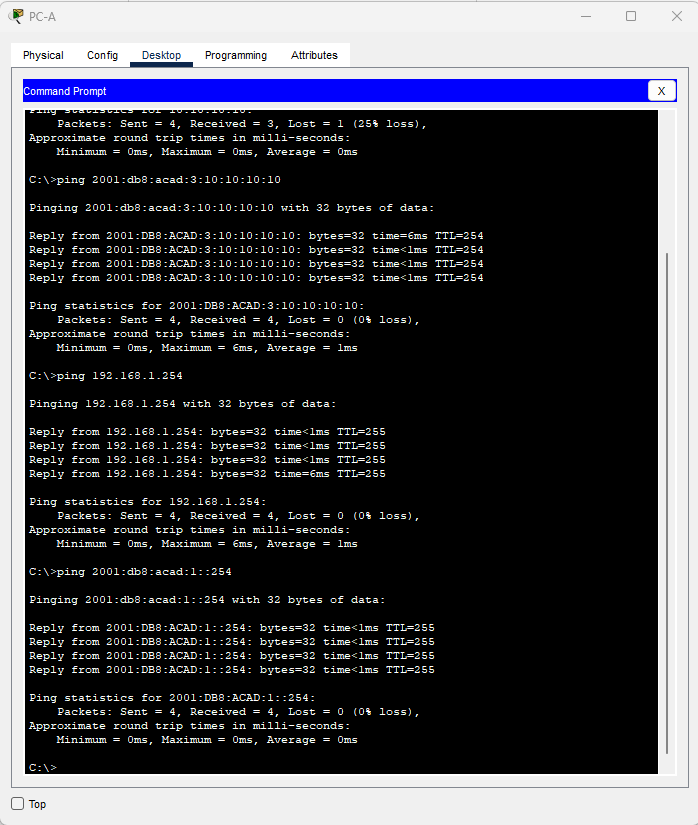 PC-A
Physical Config Desktop Programming Attributes
Command Prompt
X
Ping statistics for 10.10.10.10:
    Packets: Sent = 4, Received = 3, Lost = 1 (25% loss),
Approximate round trip times in milli-seconds:
    Minimum = 0ms, Maximum = 0ms, Average = 0ms
C:\>ping 2001:db8:acad:3:10:10:10:10
Pinging 2001:db8:acad:3:10:10:10:10 with 32 bytes of data:
Reply from 2001:DB8:ACAD:3:10:10:10:10: bytes=32 time=6ms TTL=254
Reply from 2001:DB8:ACAD:3:10:10:10:10: bytes=32 time<1ms TTL=254
Reply from 2001:DB8:ACAD:3:10:10:10:10: bytes=32 time<1ms TTL=254
Reply from 2001:DB8:ACAD:3:10:10:10:10: bytes=32 time<1ms TTL=254
Ping statistics for 2001:DB8:ACAD:3:10:10:10:10:
    Packets: Sent = 4, Received = 4, Lost = 0 (0% loss),
Approximate round trip times in milli-seconds:
    Minimum = 0ms, Maximum = 6ms, Average = 1ms
C:\>ping 192.168.1.254
Pinging 192.168.1.254 with 32 bytes of data:
Reply from 192.168.1.254: bytes=32 time<1ms TTL=255
Reply from 192.168.1.254: bytes=32 time<1ms TTL=255
Reply from 192.168.1.254: bytes=32 time<1ms TTL=255
Reply from 192.168.1.254: bytes=32 time=6ms TTL=255
Ping statistics for 192.168.1.254:
    Packets: Sent = 4, Received = 4, Lost = 0 (0% loss),
Approximate round trip times in milli-seconds:
    Minimum = 0ms, Maximum = 6ms, Average = 1ms
C:\>ping 2001:db8:acad:1::254
Pinging 2001:db8:acad:1::254 with 32 bytes of data:
Reply from 2001:DB8:ACAD:1::254: bytes=32 time<1ms TTL=255
Reply from 2001:DB8:ACAD:1::254: bytes=32 time<1ms TTL=255
Reply from 2001:DB8:ACAD:1::254: bytes=32 time<1ms TTL=255
Reply from 2001:DB8:ACAD:1::254: bytes=32 time<1ms TTL=255
Ping statistics for 2001:DB8:ACAD:1::254:
    Packets: Sent = 4, Received = 4, Lost = 0 (0% loss),
Approximate round trip times in milli-seconds:
    Minimum = 0ms, Maximum = 0ms, Average = 0ms
C:\>
Top